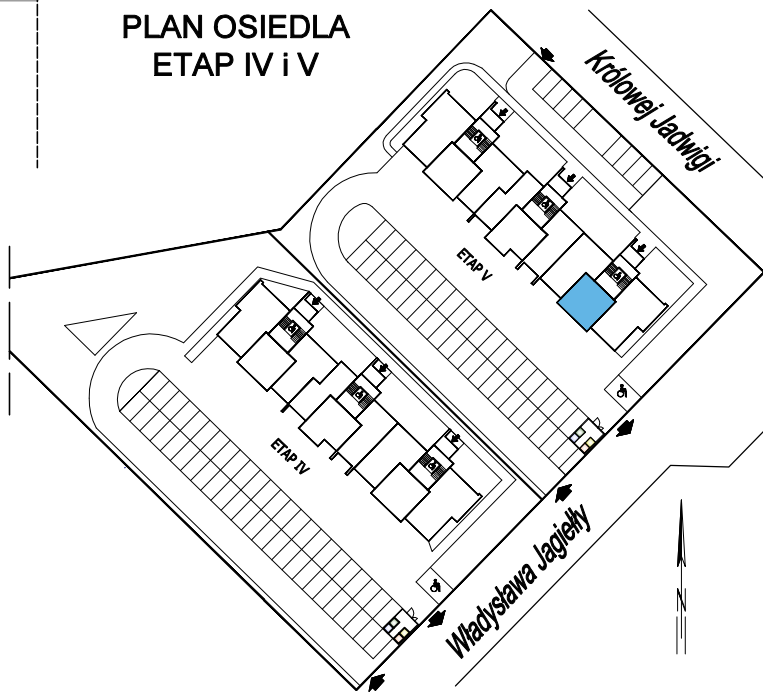 PLAN OSIEDLA
ETAP IV i V
Królowej Jadwigi
ETAP V
ETAP IV
Władysława Jagiełły
N